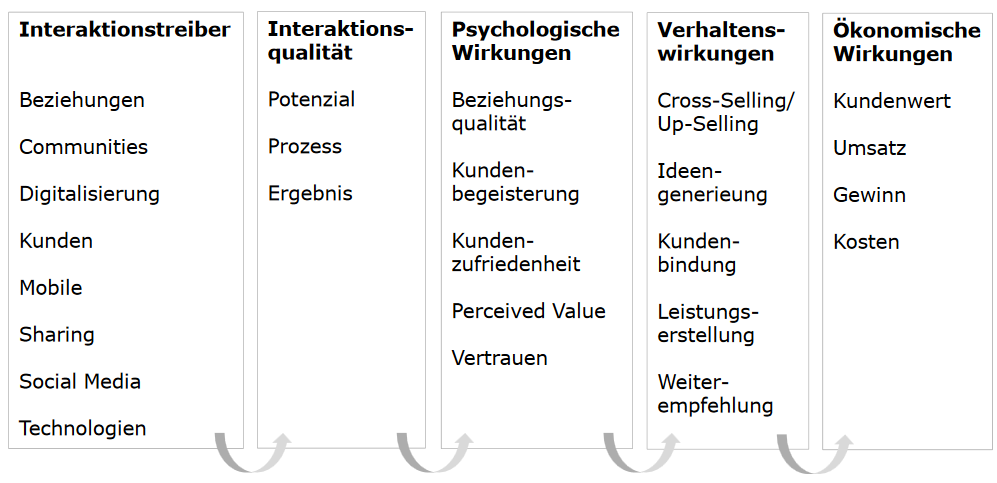 Interaktionstreiber
Beziehungen
Communities
Digitalisierung
Kunden
Mobile
Sharing
Social Media
Technologien
Interaktions-
qualität
Potenzial
Prozess
Ergebnis
Psychologische
Wirkungen
Beziehungs-
qualität
Kunden-
begeisterung
Kunden-
zufriedenheit
Perceived Value
Vertrauen
Verhaltens-
wirkungen
Cross-Selling/
Up-Selling
Ideen-
generieung
Kunden-
bindung
Leistungs-
erstellung
Weiter-
empfehlung
Ökonomische
Wirkungen
Kundenwert
Umsatz
Gewinn
Kosten